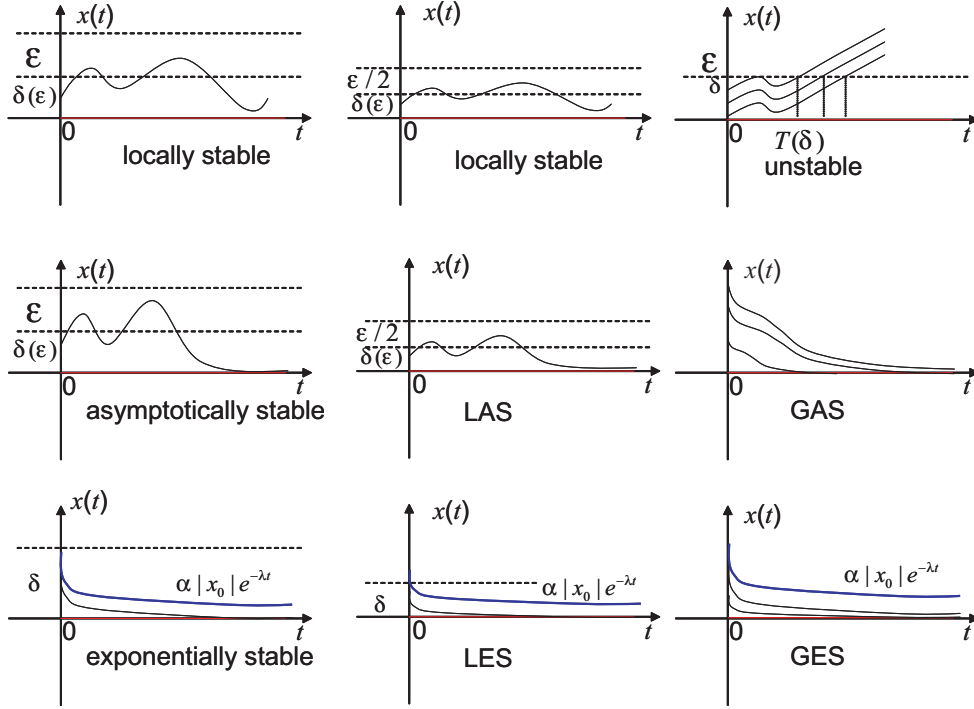 x(t)
ε
δ(ε)
0
t
locally stable
x(t)
ε/2
δ(ε)
0
t
locally stable
x(t)
ε
δ
0
t
T(δ)
unstable
x(t)
ε
δ(ε)
0
t
asymptotically stable
x(t)
ε/2
δ(ε)
0
t
LAS
x(t)
0
t
GAS
x(t)
δ
α | x₀ | e^{−λt}
0
t
exponentially stable
x(t)
δ
α | x₀ | e^{−λt}
0
t
LES
x(t)
α | x₀ | e^{−λt}
0
t
GES